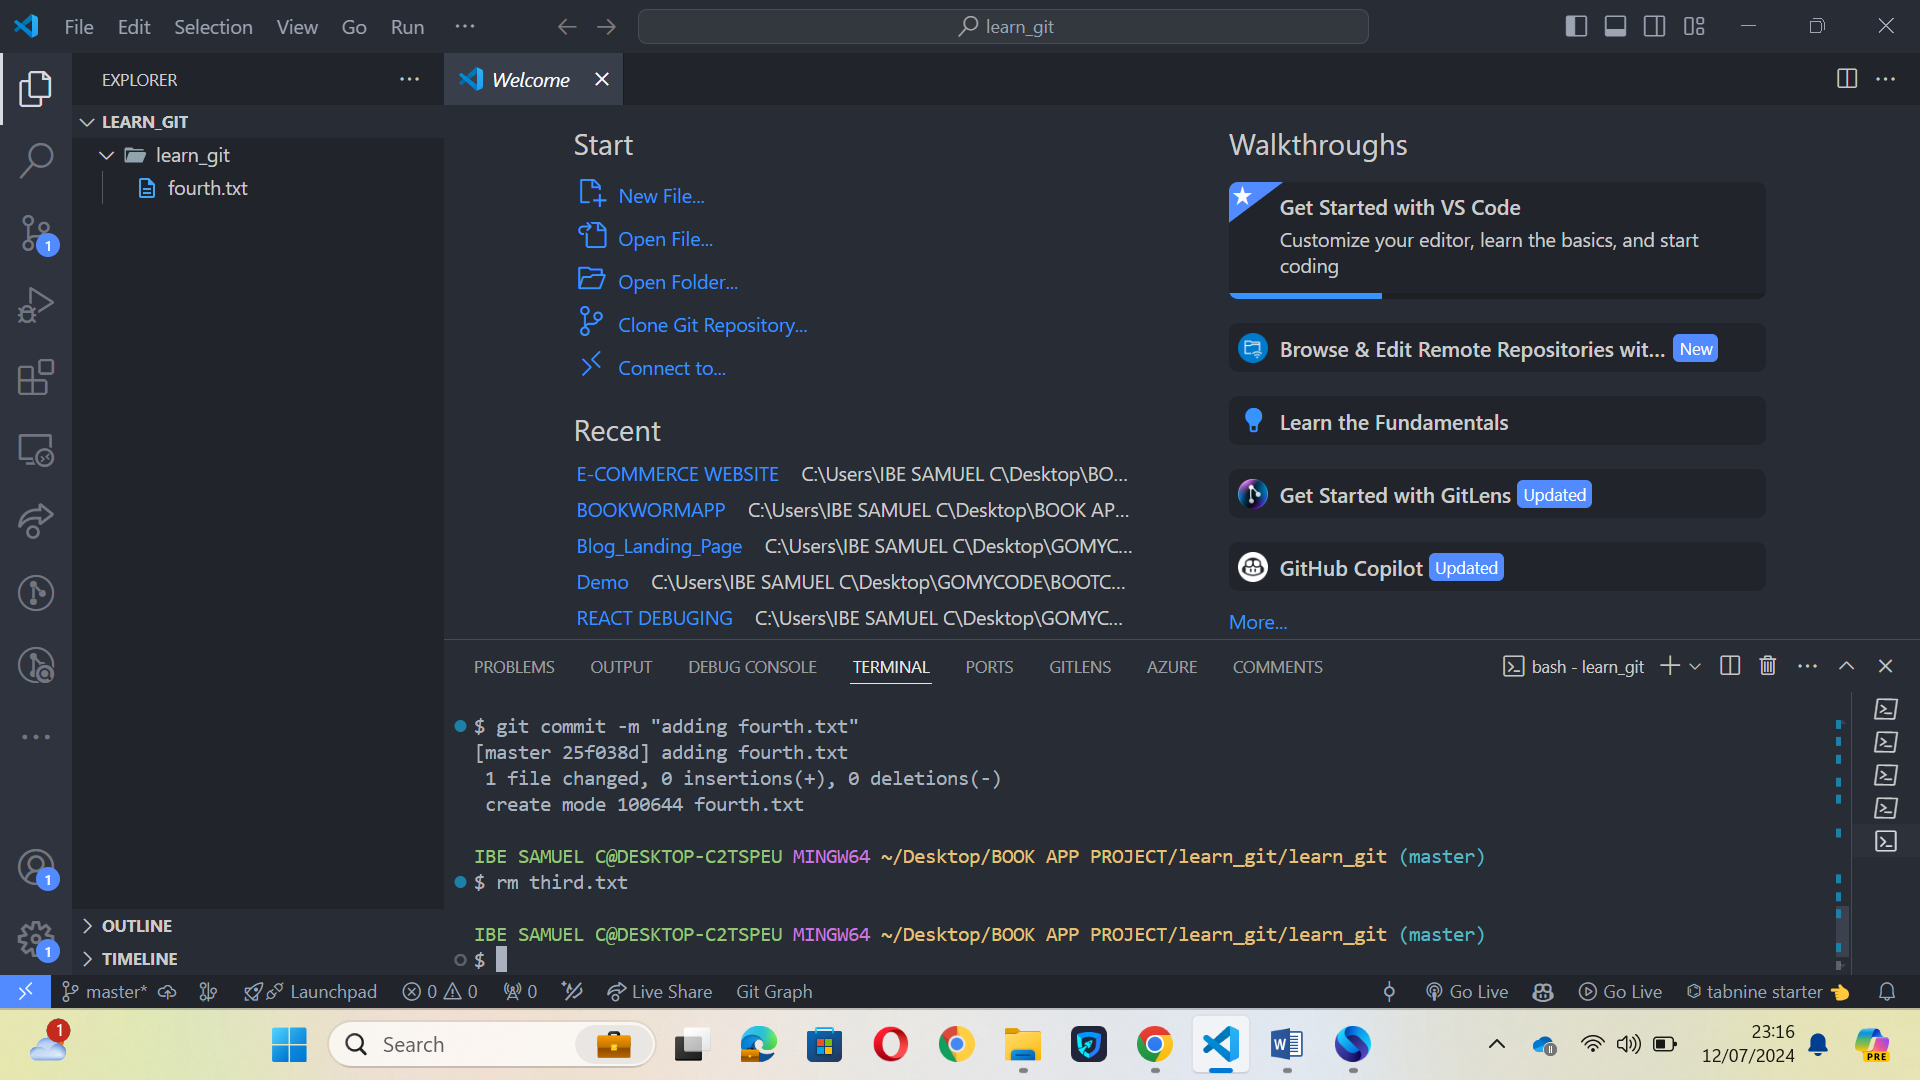 File Edit Selection View Go Run ···
learn_git
EXPLORER
Welcome
LEARN_GIT
learn_git
fourth.txt
1
Start
New File...
Open File...
Open Folder...
Clone Git Repository...
Connect to...
Recent
E-COMMERCE WEBSITE C:\Users\IBE SAMUEL C\Desktop\BO...
BOOKWORMAPP C:\Users\IBE SAMUEL C\Desktop\BOOK AP...
Blog_Landing_Page C:\Users\IBE SAMUEL C\Desktop\GOMYC...
Demo C:\Users\IBE SAMUEL C\Desktop\GOMYCODE\BOOTC...
REACT DEBUGING C:\Users\IBE SAMUEL C\Desktop\GOMYC...
Walkthroughs
Get Started with VS Code
Customize your editor, learn the basics, and start
coding
Browse & Edit Remote Repositories wit... New
Learn the Fundamentals
Get Started with GitLens Updated
GitHub Copilot Updated
More...
PROBLEMS OUTPUT DEBUG CONSOLE TERMINAL PORTS GITLENS AZURE COMMENTS
bash - learn_git
$ git commit -m "adding fourth.txt"
[master 25f038d] adding fourth.txt
1 file changed, 0 insertions(+), 0 deletions(-)
create mode 100644 fourth.txt
IBE SAMUEL C@DESKTOP-C2TSPEU MINGW64 ~/Desktop/BOOK APP PROJECT/learn_git/learn_git (master)
$ rm third.txt
IBE SAMUEL C@DESKTOP-C2TSPEU MINGW64 ~/Desktop/BOOK APP PROJECT/learn_git/learn_git (master)
$
1
1
OUTLINE
TIMELINE
master* Launchpad 0 0 0 Live Share Git Graph Go Live Go Live tabnine starter
1
Search
23:16
12/07/2024
PRE